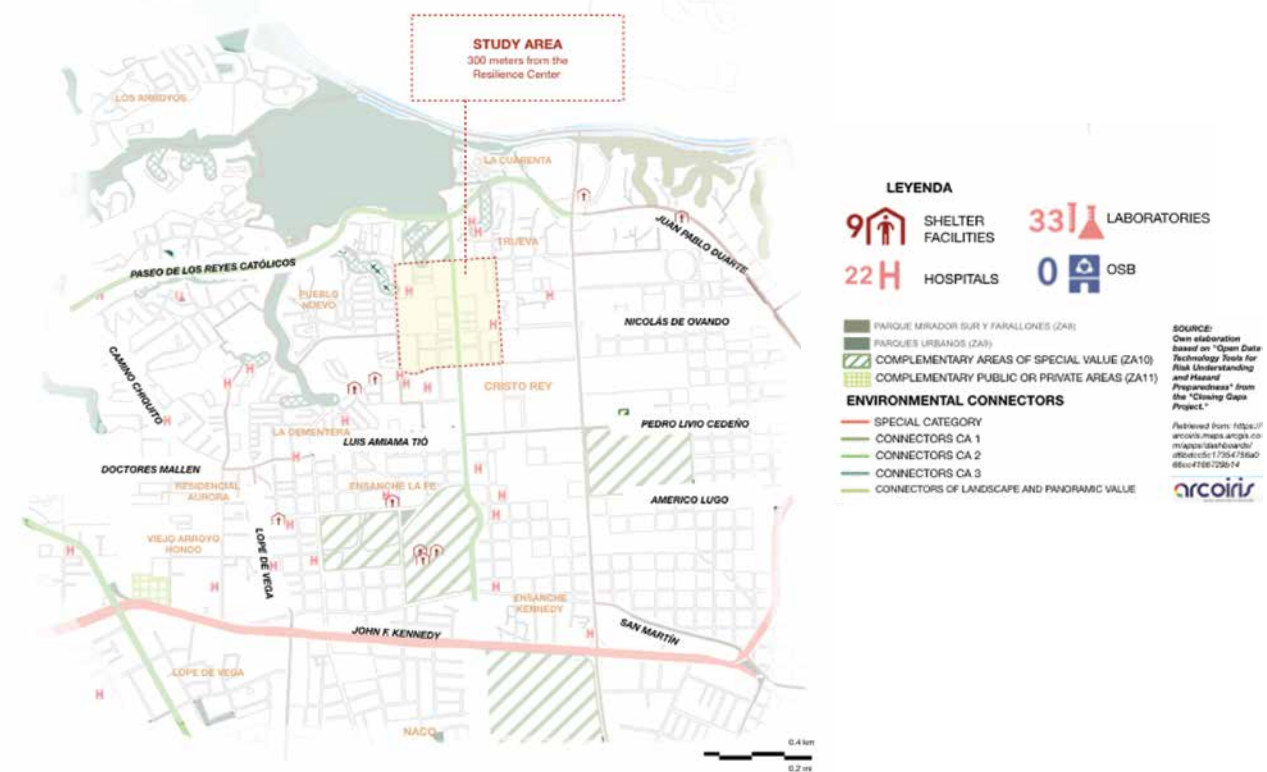 STUDY AREA
300 meters from the
Resilience Center
LOS ARROYOS
LA CUARENTA
JUAN PABLO DUARTE
TRUEVA
PASEO DE LOS REYES CATÓLICOS
PUEBLO
NUEVO
NICOLÁS DE OVANDO
CAMINO CHIQUITO
CRISTO REY
LA CEMENTERA
LUIS AMIAMA TIÓ
PEDRO LIVIO CEDEÑO
DOCTORES MALLEN
RESIDENCIAL
AURORA
ENSANCHE LA FE
AMERICO LUGO
VIEJO ARROYO
HONDO
LOPE DE VEGA
ENSANCHE
KENNEDY
JOHN F. KENNEDY
SAN MARTÍN
LOPE DE VEGA
NACO
0.4 km
0.2 mi
LEYENDA
9 SHELTER
FACILITIES
33 LABORATORIES
22 H HOSPITALS
0 OSB
PARQUE MIRADOR SUR Y FARALLONES (ZA8)
PARQUES URBANOS (ZA9)
COMPLEMENTARY AREAS OF SPECIAL VALUE (ZA10)
COMPLEMENTARY PUBLIC OR PRIVATE AREAS (ZA11)
ENVIRONMENTAL CONNECTORS
SPECIAL CATEGORY
CONNECTORS CA 1
CONNECTORS CA 2
CONNECTORS CA 3
CONNECTORS OF LANDSCAPE AND PANORAMIC VALUE
SOURCE:
Own elaboration
based on "Open Data
Technology Tools for
Risk Understanding
and Hazard
Preparedness" from
the "Closing Gaps
Project."
Retrieved from: https://
arcoiris.maps.arcgis.co
m/apps/dashboards/
arcoiris